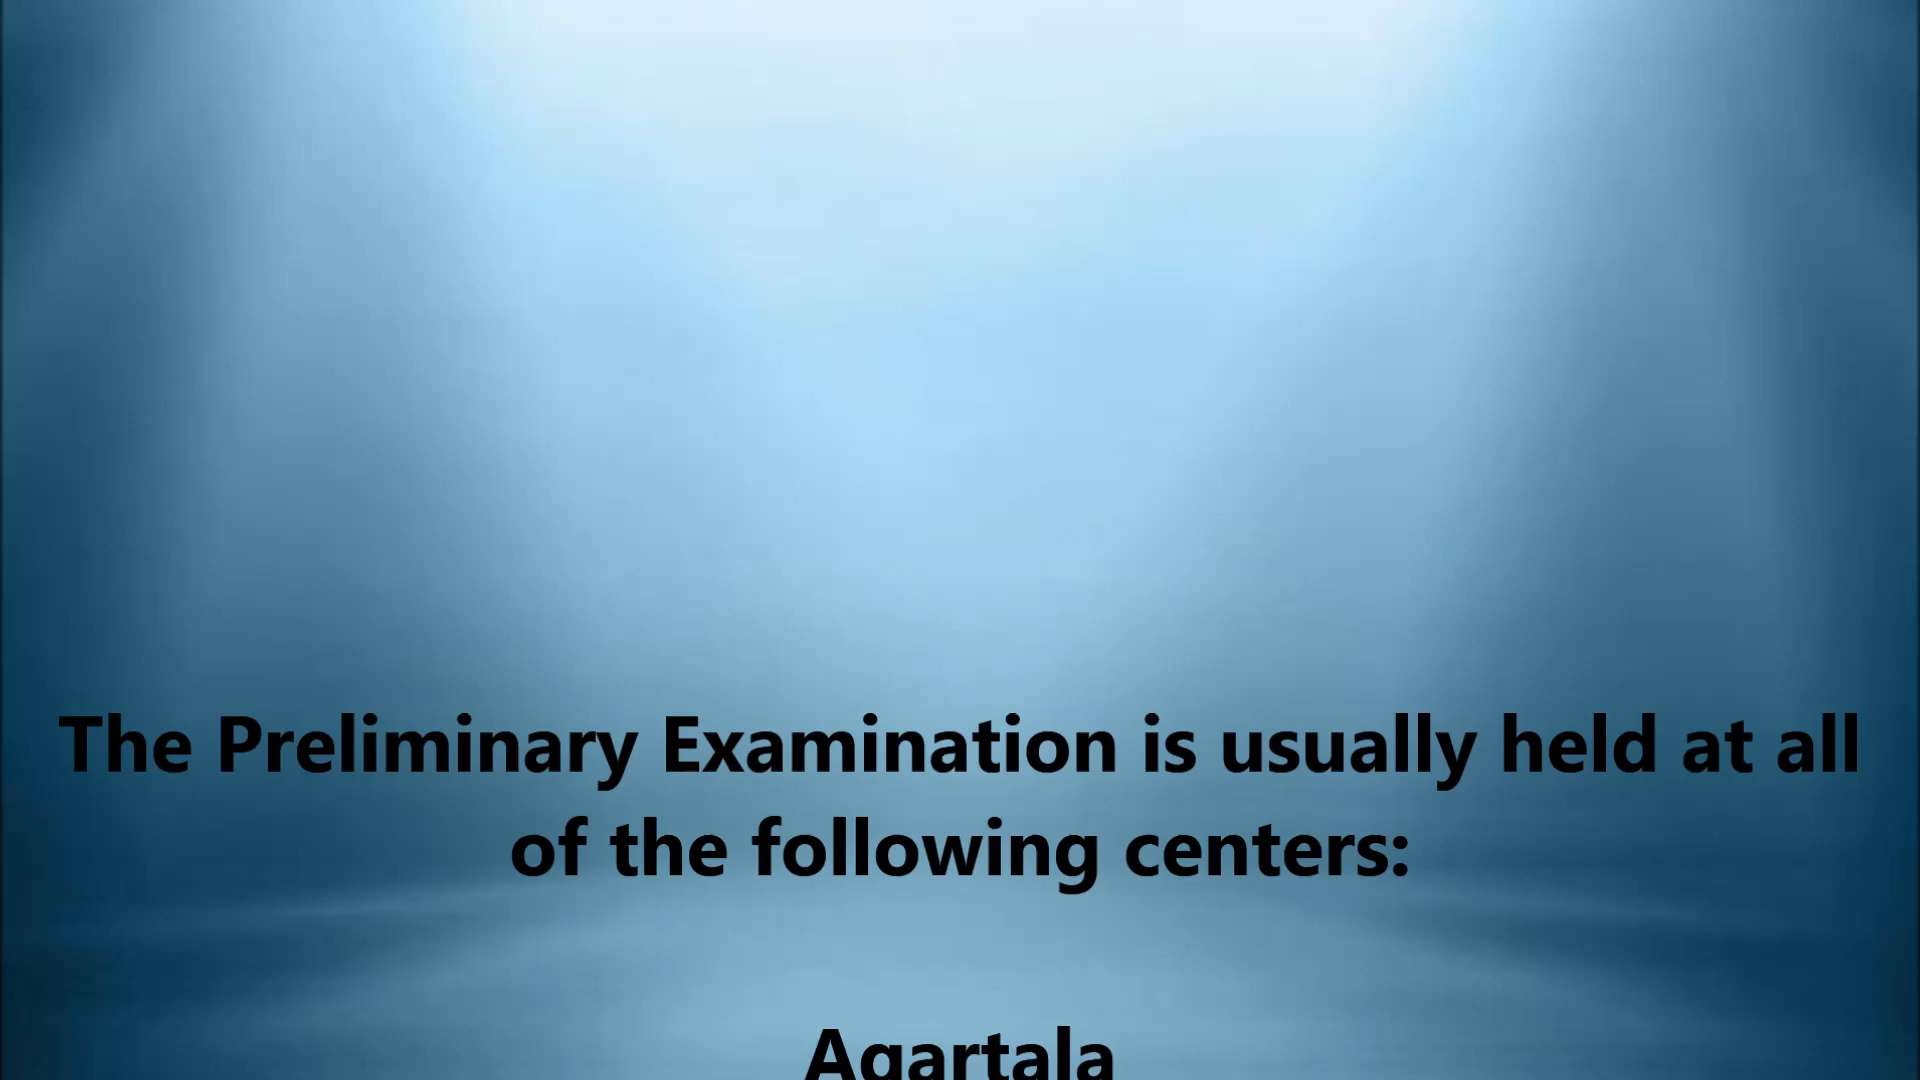 The Preliminary Examination is usually held at all
of the following centers:
Agartala